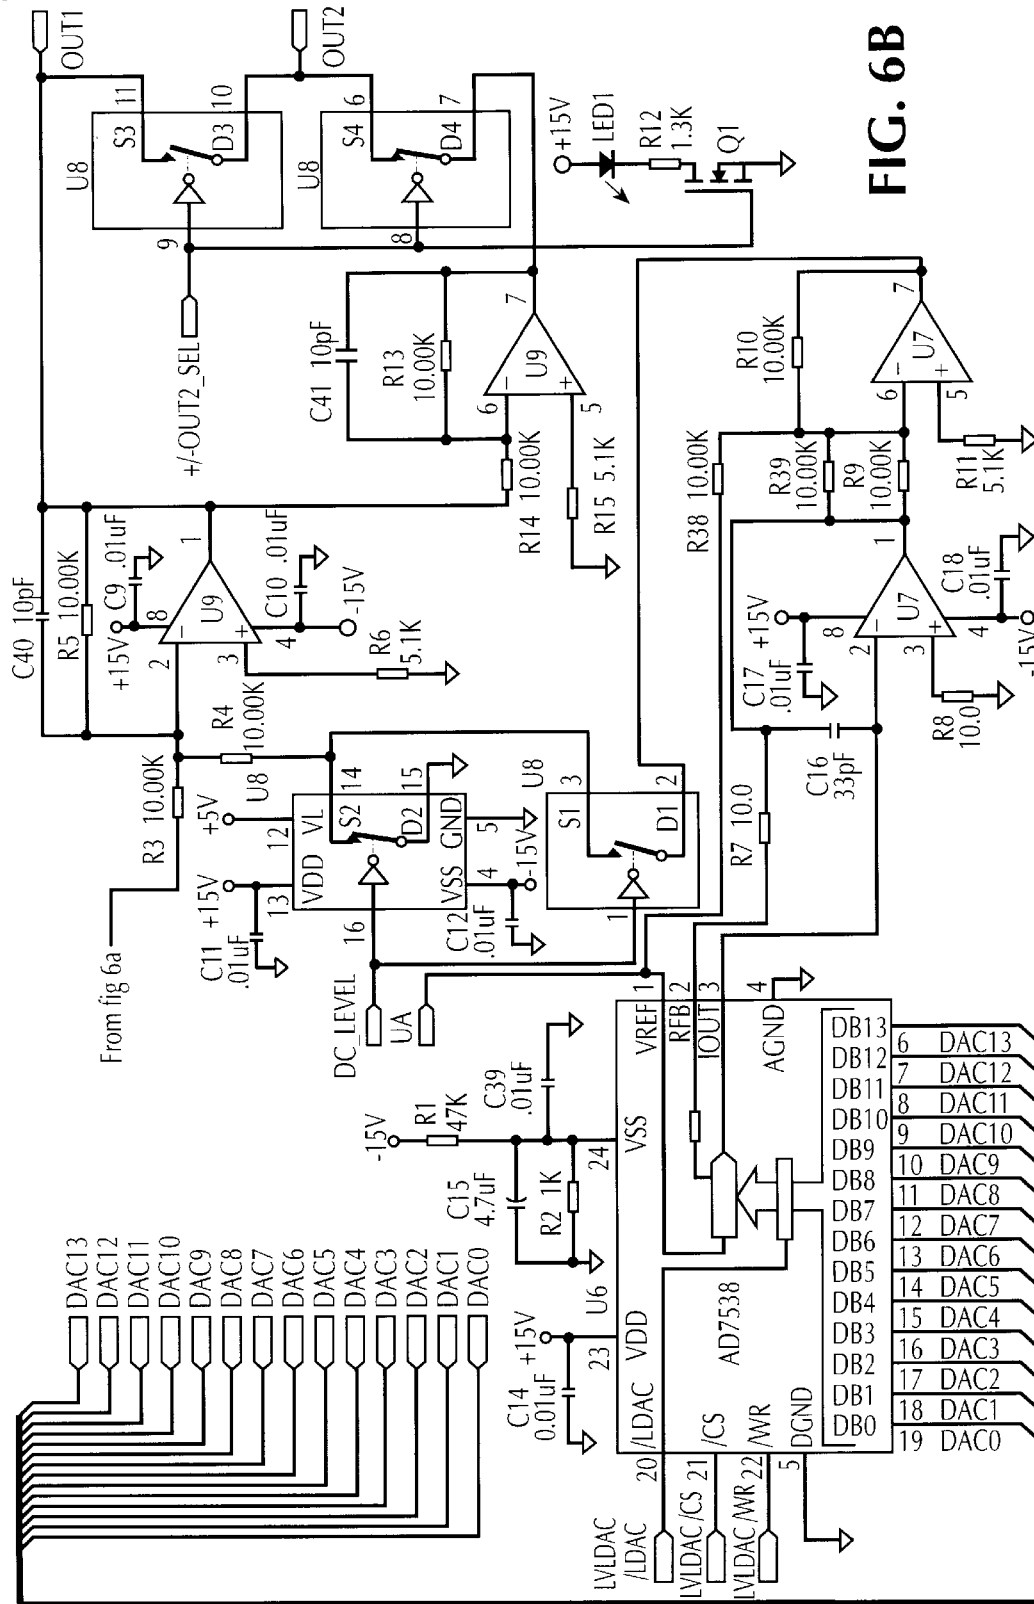 OUT1
OUT2
U8
S3
D3
11
10
9
U8
S4
D4
6
7
8
+/-OUT2_SEL
+15V
LED1
R12
1.3K
Q1
FIG. 6B
C40 10pF
R5 10.00K
C9 .01uF
+15V
8
2
1
3
4
U9
C10 .01uF
-15V
R6
5.1K
C41 10pF
R13
10.00K
6
7
5
U9
R14 10.00K
R15 5.1K
From fig 6a
R3 10.00K
R4
10.00K
C11
.01uF
+15V
+5V
U8
13
12
14
VDD
VL
S2
D2
15
16
VSS
GND
4
5
C12
.01uF
-15V
DC_LEVEL
UA
U8
S1
3
D1
2
1
R38 10.00K
R39
10.00K
R9
10.00K
R10
10.00K
6
7
5
U7
R11
5.1K
C17
.01uF
+15V
8
2
1
3
4
U7
C18
.01uF
-15V
R8
10.0
R7 10.0
C16
33pF
DAC13
DAC12
DAC11
DAC10
DAC9
DAC8
DAC7
DAC6
DAC5
DAC4
DAC3
DAC2
DAC1
DAC0
-15V
R1
47K
C15
4.7uF
R2 1K
C39
.01uF
C14
0.01uF
+15V
U6
23
24
VDD
VSS
1
VREF
2
RFB
3
IOUT
4
AGND
AD7538
LVLDAC
/LDAC
20
/LDAC
LVLDAC/CS
21
/CS
LVLDAC/WR
22
/WR
5
DGND
DB13
6 DAC13
DB12
7 DAC12
DB11
8 DAC11
DB10
9 DAC10
DB9
10 DAC9
DB8
11 DAC8
DB7
12 DAC7
DB6
13 DAC6
DB5
14 DAC5
DB4
15 DAC4
DB3
16 DAC3
DB2
17 DAC2
DB1
18 DAC1
DB0
19 DAC0